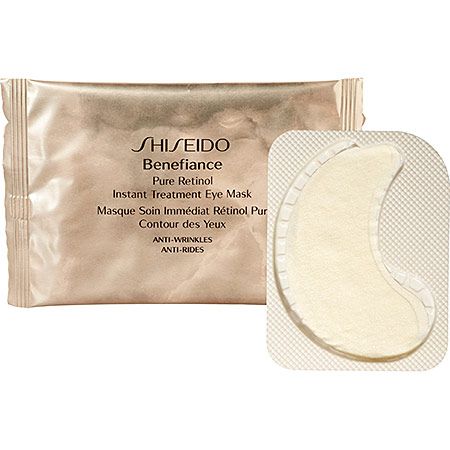 SHISEIDO
Benefiance
Pure Retinol
Instant Treatment Eye Mask
Masque Soin Immédiat Rétinol Pur
Contour des Yeux
ANTI-WRINKLES
ANTI-RIDES